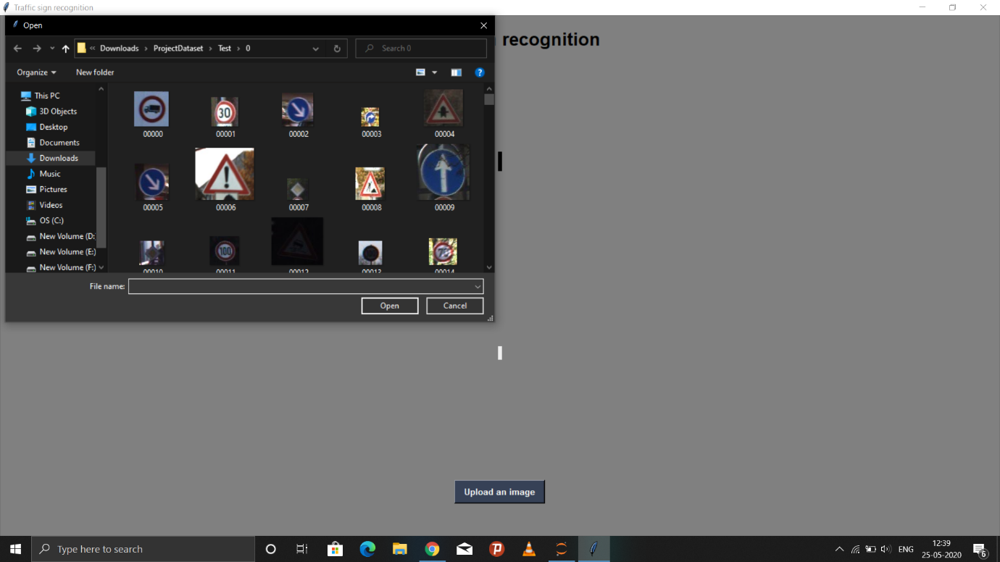 Traffic sign recognition
Open
recognition
« Downloads › ProjectDataset › Test › 0
Search 0
Organize
New folder
This PC
3D Objects
Desktop
Documents
Downloads
Music
Pictures
Videos
OS (C:)
New Volume (D:
New Volume (E:)
New Volume (F:)
30
00000 00001 00002 00003 00004
00005 00006 00007 00008 00009
100
00010 00011 00012 00013 00014
File name:
Open Cancel
Upload an image
Type here to search
ENG
12:39
25-05-2020
6